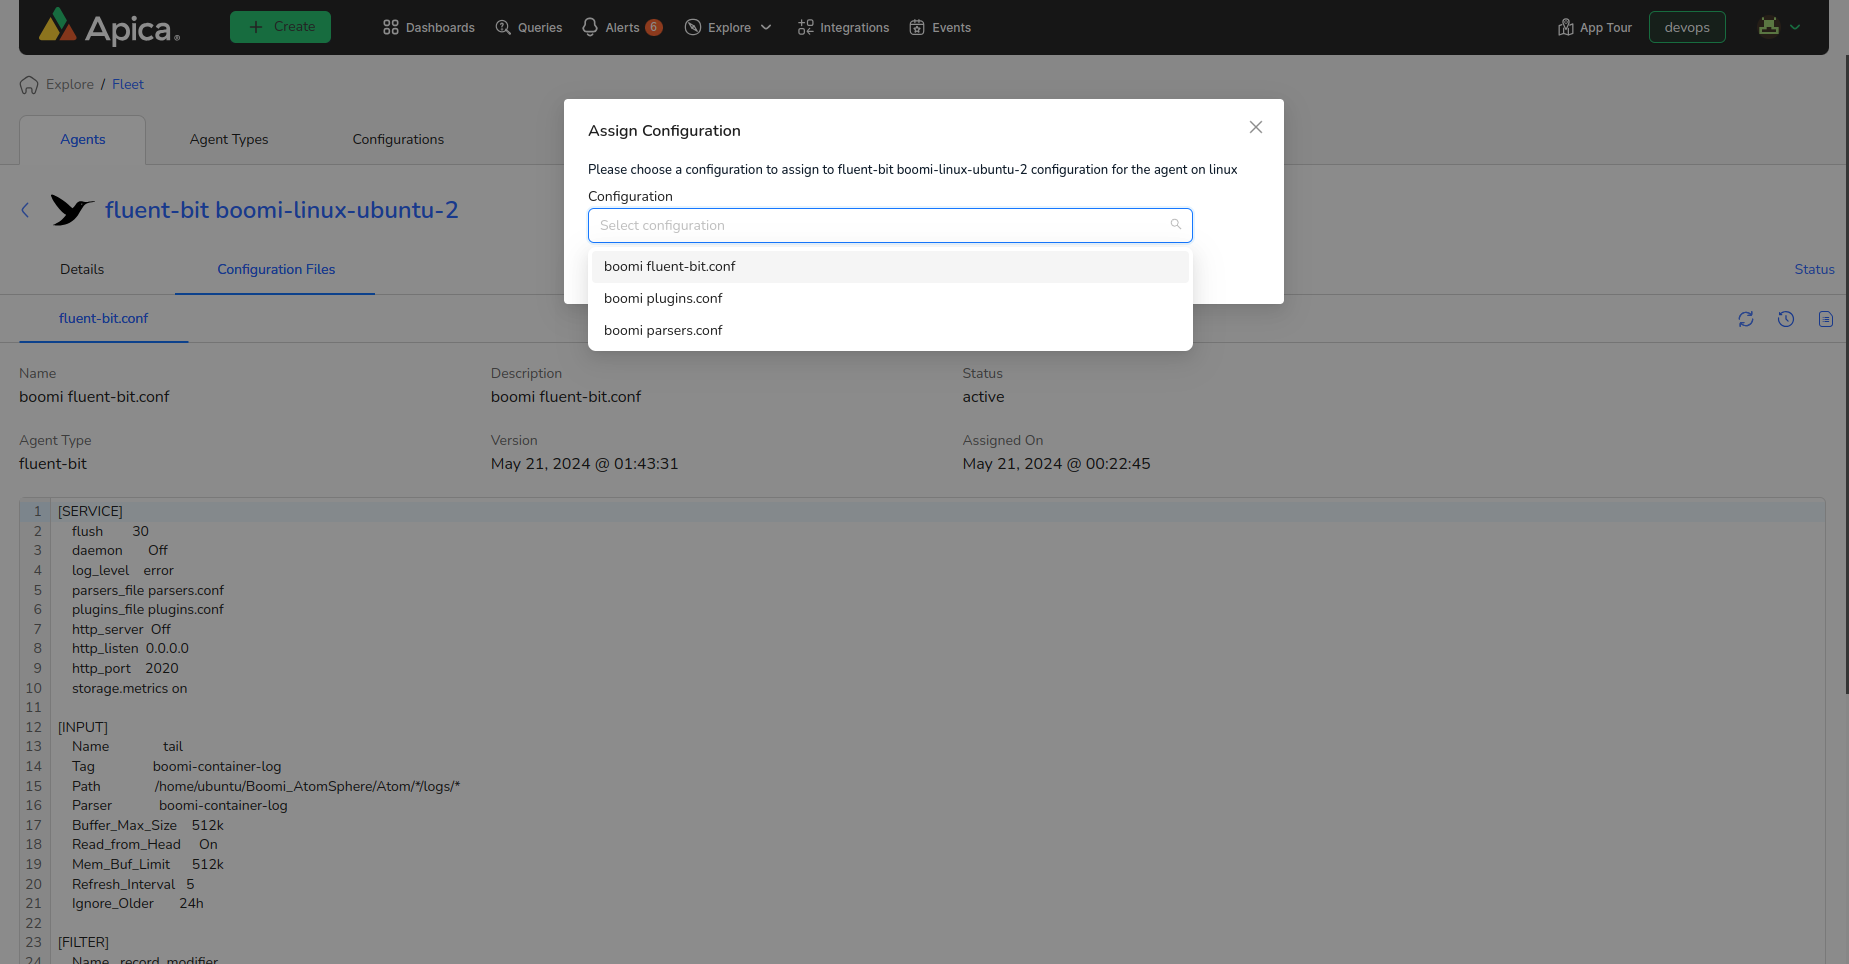 Apica
Create
Dashboards
Queries
Alerts 6
Explore
Integrations
Events
App Tour
devops
Explore / Fleet
Agents
Agent Types
Configurations
Assign Configuration
Please choose a configuration to assign to fluent-bit boomi-linux-ubuntu-2 configuration for the agent on linux
Configuration
Select configuration
boomi fluent-bit.conf
boomi plugins.conf
boomi parsers.conf
fluent-bit boomi-linux-ubuntu-2
Details
Configuration Files
Status
fluent-bit.conf
Name
boomi fluent-bit.conf
Description
boomi fluent-bit.conf
Status
active
Agent Type
fluent-bit
Version
May 21, 2024 @ 01:43:31
Assigned On
May 21, 2024 @ 00:22:45
1 [SERVICE]
2 flush 30
3 daemon Off
4 log_level error
5 parsers_file parsers.conf
6 plugins_file plugins.conf
7 http_server Off
8 http_listen 0.0.0.0
9 http_port 2020
10 storage.metrics on
11
12 [INPUT]
13 Name tail
14 Tag boomi-container-log
15 Path /home/ubuntu/Boomi_AtomSphere/Atom/*/logs/*
16 Parser boomi-container-log
17 Buffer_Max_Size 512k
18 Read_from_Head On
19 Mem_Buf_Limit 512k
20 Refresh_Interval 5
21 Ignore_Older 24h
22
23 [FILTER]
24 Name record_modifier